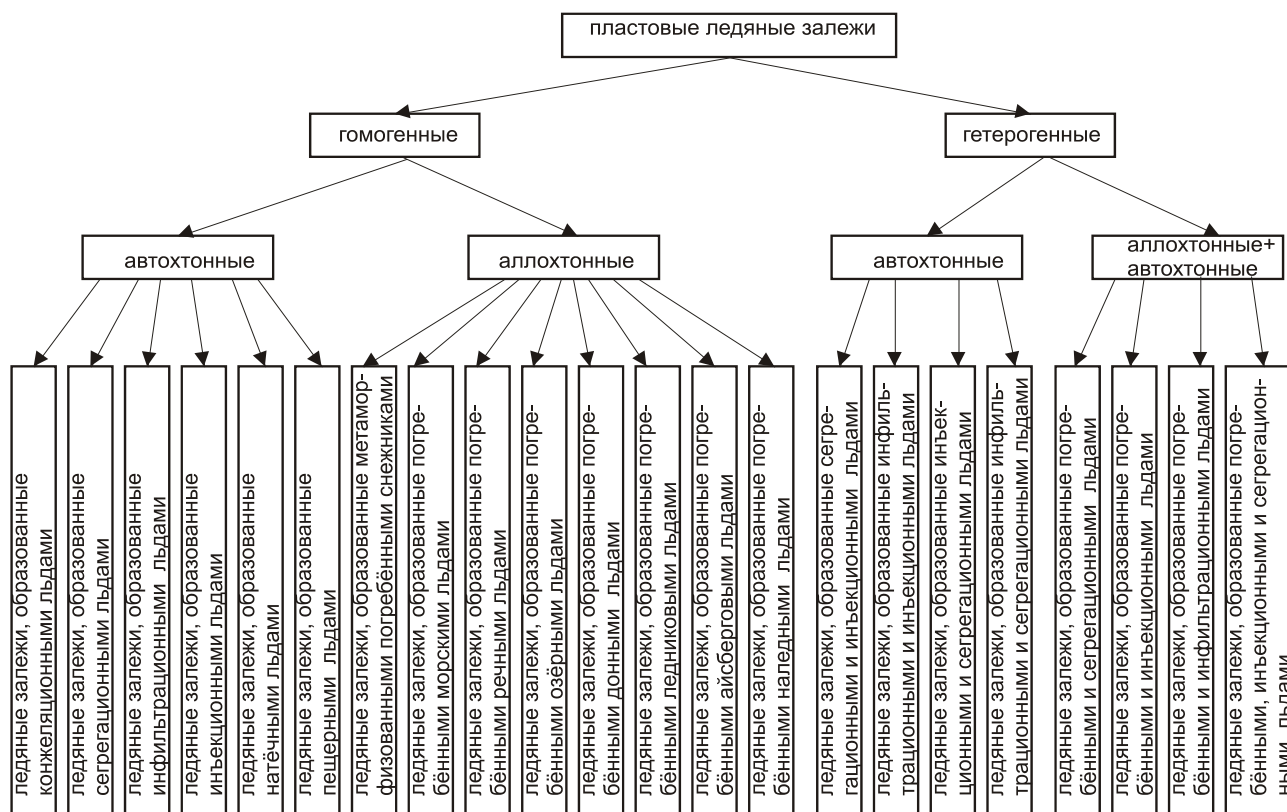 пластовые ледяные залежи
гомогенные
гетерогенные
автохтонные
аллохтонные
автохтонные
аллохтонные+
автохтонные
ледяные залежи, образованные
конжеляционными льдами
ледяные залежи, образованные
сегрегационными льдами
ледяные залежи, образованные
инфильтрационными льдами
ледяные залежи, образованные
инъекционными льдами
ледяные залежи, образованные
натёчными льдами
ледяные залежи, образованные
пещерными льдами
ледяные залежи, образованные метамор-
физованными погребёнными снежниками
ледяные залежи, образованные погре-
бёнными морскими льдами
ледяные залежи, образованные погре-
бёнными речными льдами
ледяные залежи, образованные погре-
бёнными озёрными льдами
ледяные залежи, образованные погре-
бёнными донными льдами
ледяные залежи, образованные погре-
бёнными ледниковыми льдами
ледяные залежи, образованные погре-
бёнными айсберговыми льдами
ледяные залежи, образованные погре-
бёнными наледными льдами
ледяные залежи, образованные сегре-
гационными и инъекционными льдами
ледяные залежи, образованные инфиль-
трационными и инъекционными льдами
ледяные залежи, образованные инъек-
ционными и сегрегационными льдами
ледяные залежи, образованные инфиль-
трационными и сегрегационными льдами
ледяные залежи, образованные погре-
бёнными и сегрегационными льдами
ледяные залежи, образованные погре-
бёнными и инъекционными льдами
ледяные залежи, образованные погре-
бёнными и инфильтрационными льдами
ледяные залежи, образованные погре-
бёнными, инъекционными и сегрегацион-
ными льдами